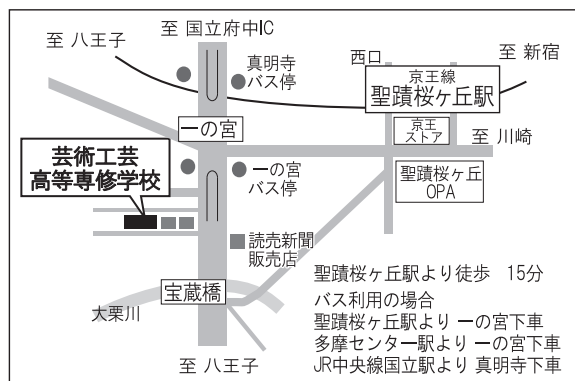 至 国立府中IC
至 八王子
真明寺
バス停
西口
至 新宿
京王線
聖蹟桜ヶ丘駅
一の宮
京王
ストア
至 川崎
芸術工芸
高等専修学校
一の宮
バス停
聖蹟桜ヶ丘
OPA
読売新聞
販売店
宝蔵橋
大栗川
至 八王子
聖蹟桜ヶ丘駅より徒歩 15分
バス利用の場合
聖蹟桜ヶ丘駅より 一の宮下車
多摩センター駅より 一の宮下車
JR中央線国立駅より 真明寺下車